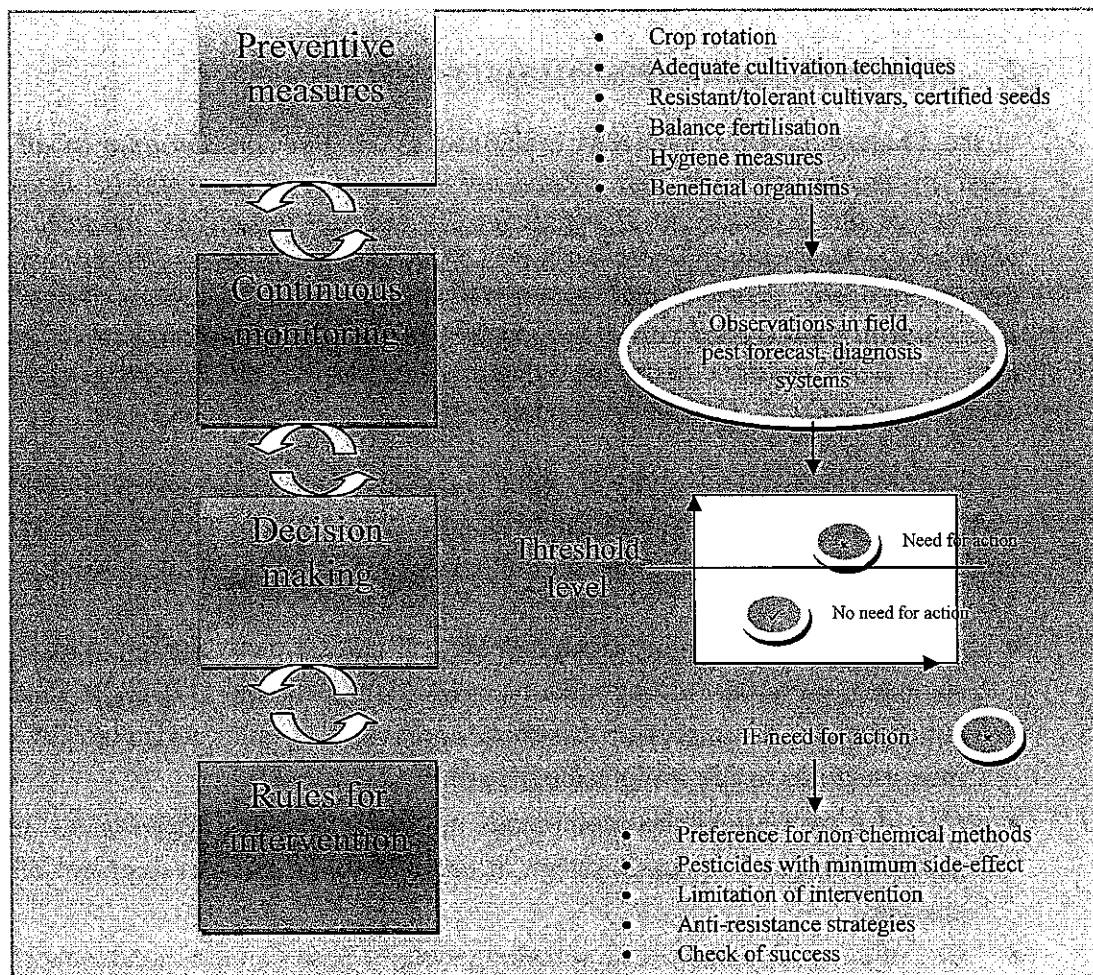 Preventive
measures
• Crop rotation
• Adequate cultivation techniques
• Resistant/tolerant cultivars, certified seeds
• Balance fertilisation
• Hygiene measures
• Beneficial organisms
Continuous
monitoring
Observations in field,
pest forecast, diagnosis
systems
Decision
making
Threshold
level
Need for action
No need for action
IF need for action
Rules for
intervention
• Preference for non chemical methods
• Pesticides with minimum side-effect
• Limitation of intervention
• Anti-resistance strategies
• Check of success